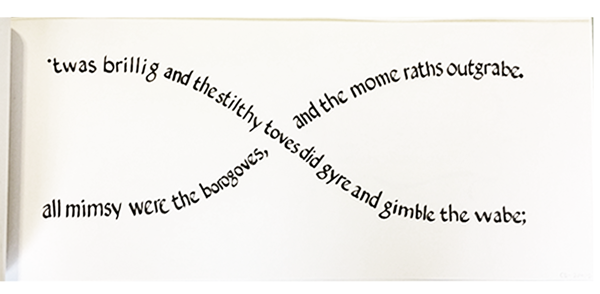 'twas brillig and the stilthy toves did gyre and gimble the wabe;
all mimsy were the borogoves, and the mome raths outgrabe.